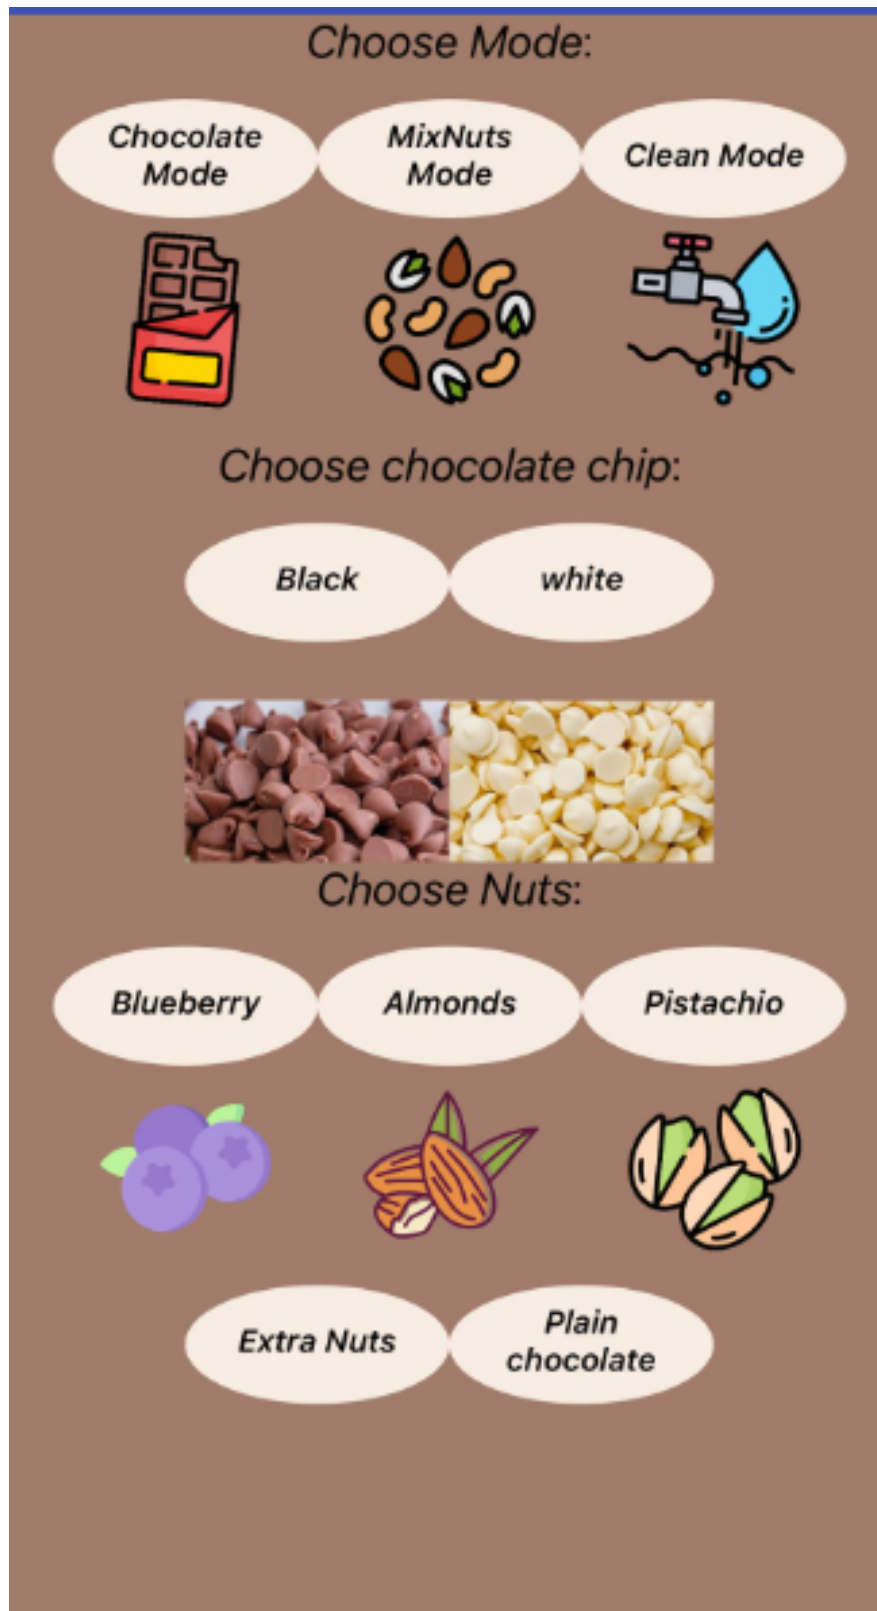 Choose Mode:
Chocolate
Mode
MixNuts
Mode
Clean Mode
Choose chocolate chip:
Black
white
Choose Nuts:
Blueberry
Almonds
Pistachio
Extra Nuts
Plain
chocolate